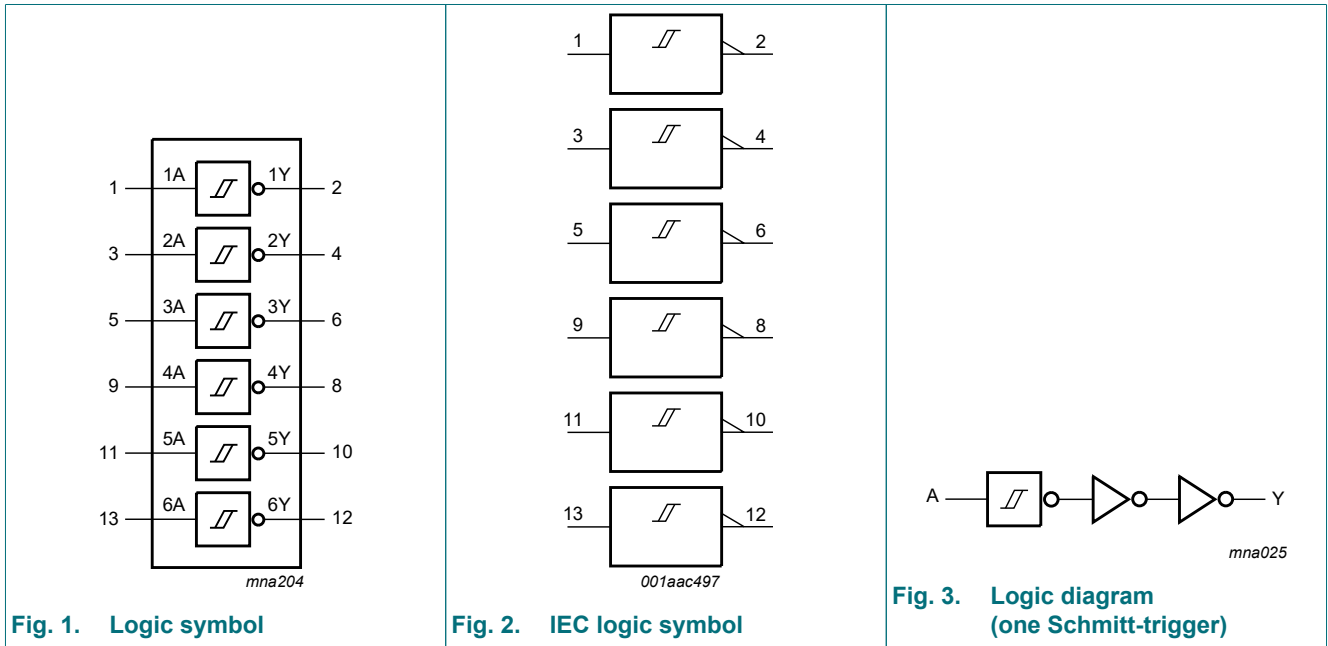 1 1A 1Y 2
3 2A 2Y 4
5 3A 3Y 6
9 4A 4Y 8
11 5A 5Y 10
13 6A 6Y 12
mna204
Fig. 1. Logic symbol
1 2
3 4
5 6
9 8
11 10
13 12
001aac497
Fig. 2. IEC logic symbol
A Y
mna025
Fig. 3. Logic diagram
(one Schmitt-trigger)